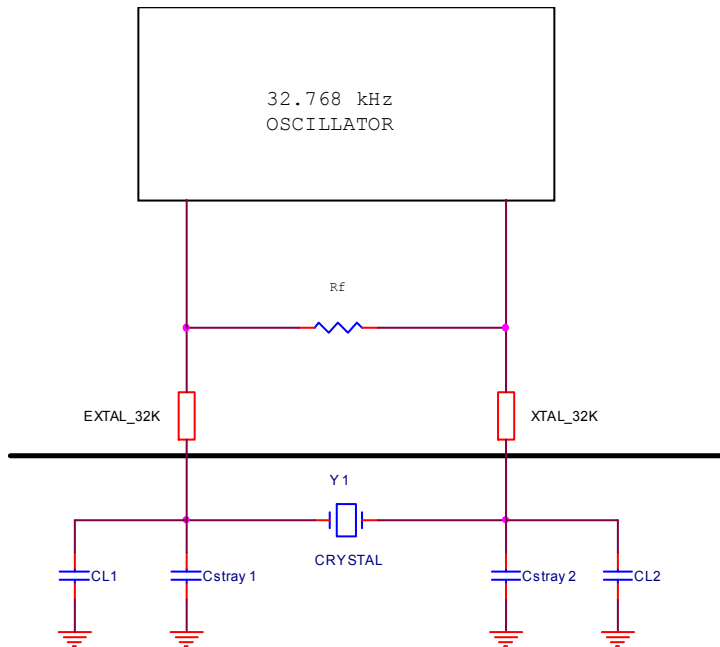 32.768 kHz
OSCILLATOR
Rf
EXTAL_32K
XTAL_32K
Y1
CRYSTAL
CL1
Cstray 1
Cstray 2
CL2